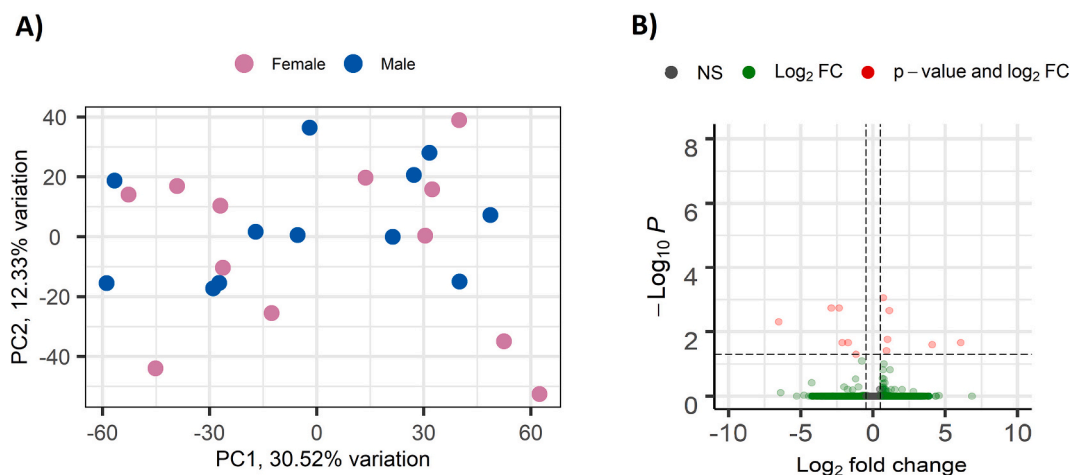 A)
Female Male
PC2, 12.33% variation
40
20
0
-20
-40
-60 -30 0 30 60
PC1, 30.52% variation
B)
NS Log2 FC p – value and log2 FC
– Log10 P
8
6
4
2
0
-10 -5 0 5 10
Log2 fold change